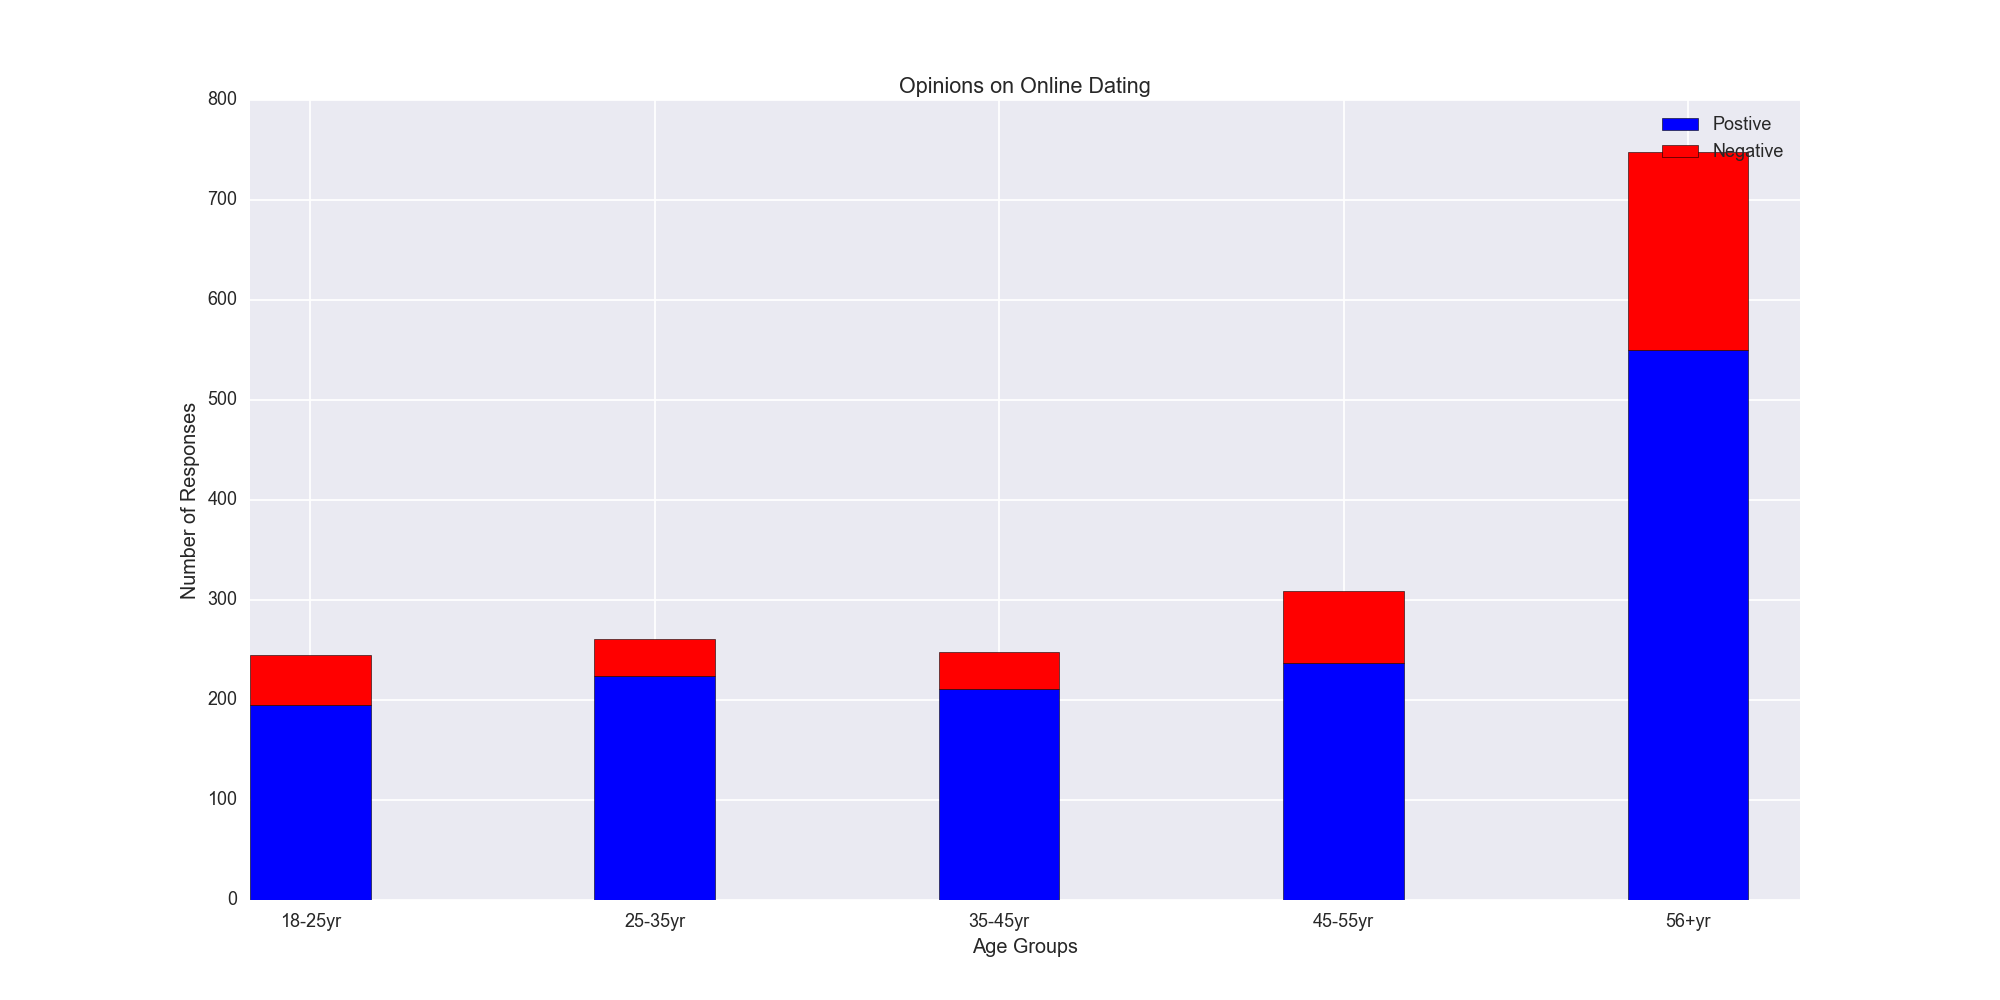 Opinions on Online Dating
Postive
Negative
800
700
600
500
400
300
200
100
0
Number of Responses
18-25yr
25-35yr
35-45yr
45-55yr
56+yr
Age Groups